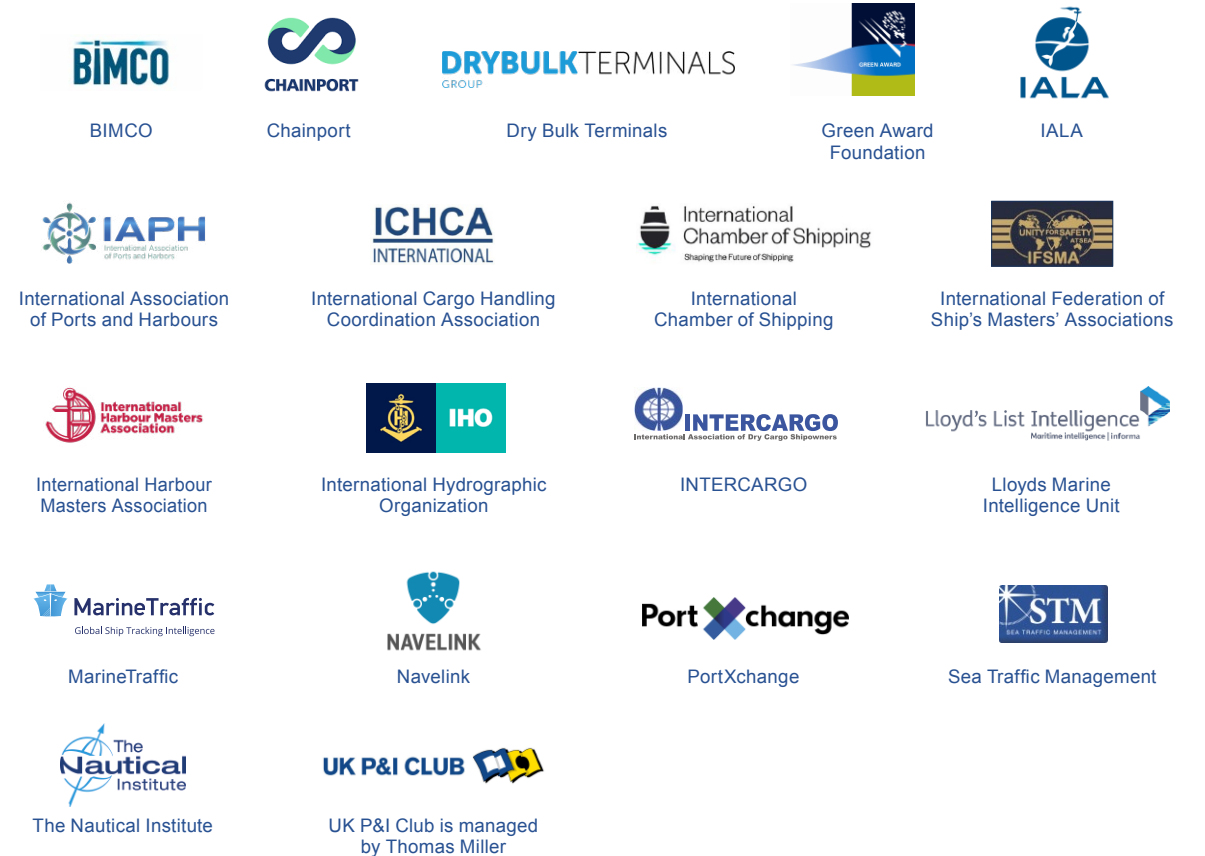 BIMCO
CHAINPORT
DRYBULKTERMINALS
GROUP
GREEN AWARD
IALA
BIMCO
Chainport
Dry Bulk Terminals
Green Award
Foundation
IALA
IAPH
International Association
of Ports and Harbors
ICHCA
INTERNATIONAL
International
Chamber of Shipping
Shaping the Future of Shipping
UNITY FOR SAFETY
AT SEA
IFSMA
International Association
of Ports and Harbours
International Cargo Handling
Coordination Association
International
Chamber of Shipping
International Federation of
Ship's Masters' Associations
International
Harbour Masters
Association
IHO
INTERCARGO
International Association of Dry Cargo Shipowners
Lloyd's List Intelligence
Maritime intelligence | informa
International Harbour
Masters Association
International Hydrographic
Organization
INTERCARGO
Lloyds Marine
Intelligence Unit
MarineTraffic
Global Ship Tracking Intelligence
NAVELINK
Port Xchange
STM
SEA TRAFFIC MANAGEMENT
MarineTraffic
Navelink
PortXchange
Sea Traffic Management
The
Nautical
Institute
UK P&I CLUB
The Nautical Institute
UK P&I Club is managed
by Thomas Miller